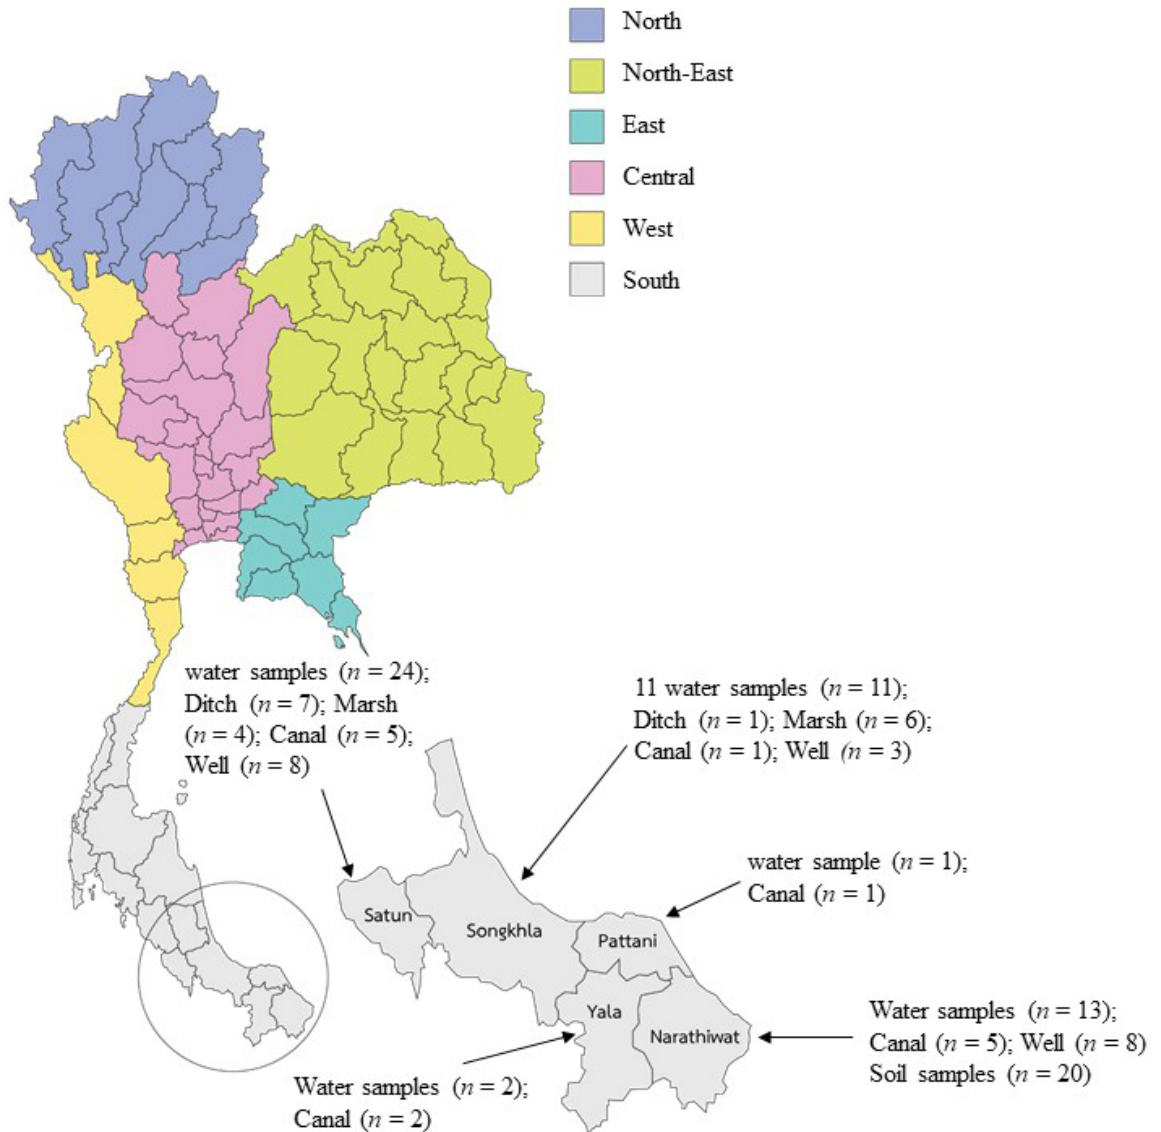 North
North-East
East
Central
West
South
water samples (n = 24);
Ditch (n = 7); Marsh
(n = 4); Canal (n = 5);
Well (n = 8)
11 water samples (n = 11);
Ditch (n = 1); Marsh (n = 6);
Canal (n = 1); Well (n = 3)
water sample (n = 1);
Canal (n = 1)
Satun
Songkhla
Pattani
Yala
Narathiwat
Water samples (n = 13);
Canal (n = 5); Well (n = 8)
Soil samples (n = 20)
Water samples (n = 2);
Canal (n = 2)